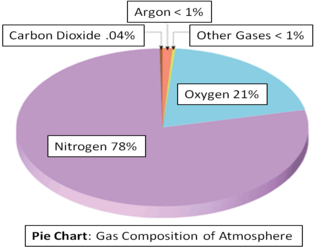 Argon < 1%
Carbon Dioxide .04%
Other Gases < 1%
Oxygen 21%
Nitrogen 78%
Pie Chart: Gas Composition of Atmosphere